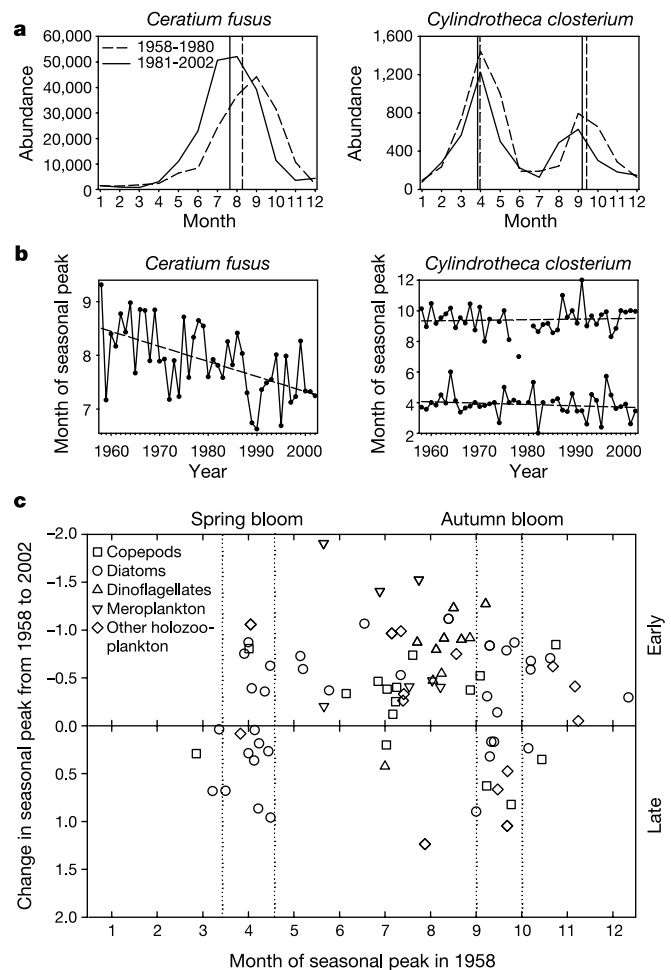 a
Ceratium fusus
Cylindrotheca closterium
Abundance
60,000
50,000
40,000
30,000
20,000
10,000
0
1958–1980
1981–2002
1 2 3 4 5 6 7 8 9 10 11 12
Month
Abundance
1,600
1,200
800
400
0
1 2 3 4 5 6 7 8 9 10 11 12
Month
b
Ceratium fusus
Cylindrotheca closterium
Month of seasonal peak
9
8
7
1960 1970 1980 1990 2000
Year
Month of seasonal peak
12
10
8
6
4
2
1960 1970 1980 1990 2000
Year
c
Spring bloom
Autumn bloom
Change in seasonal peak from 1958 to 2002
−2.0
−1.5
−1.0
−0.5
0.0
0.5
1.0
1.5
2.0
Copepods
Diatoms
Dinoflagellates
Meroplankton
Other holozoo-
plankton
Early
Late
1 2 3 4 5 6 7 8 9 10 11 12
Month of seasonal peak in 1958